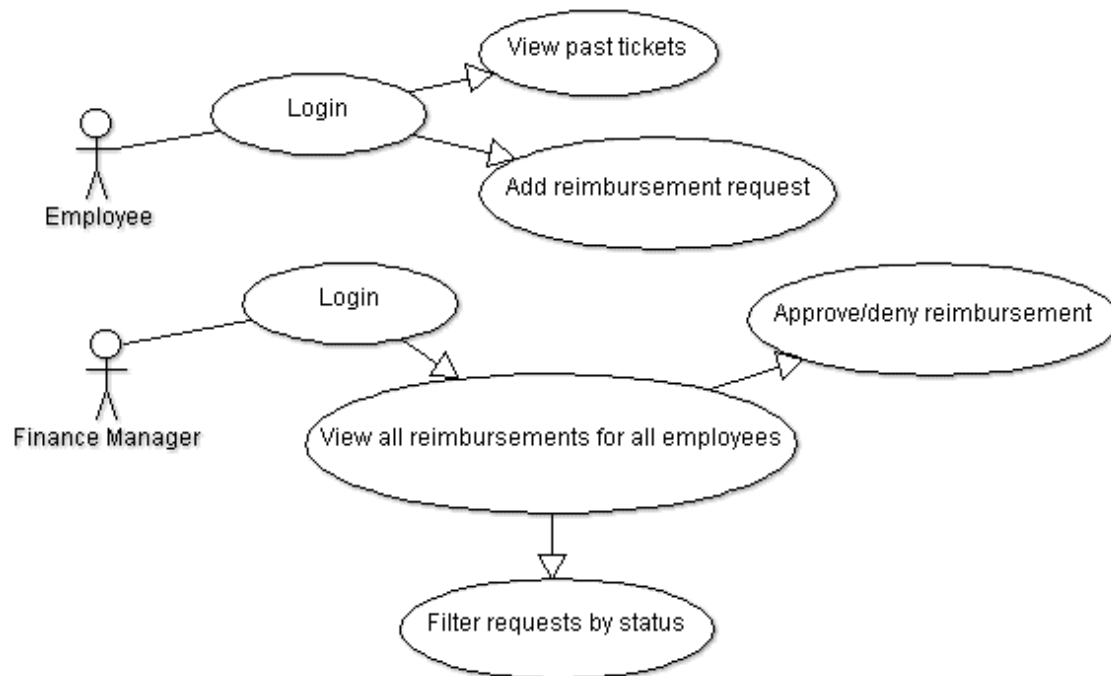 View past tickets
Login
Employee
Add reimbursement request
Login
Approve/deny reimbursement
Finance Manager
View all reimbursements for all employees
Filter requests by status